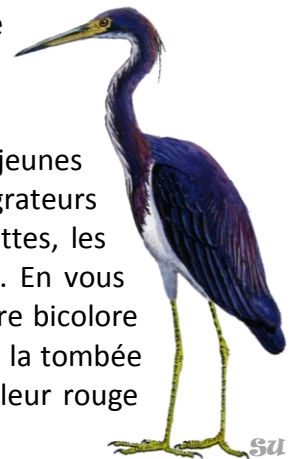 e
jeunes
grateurs
ttes, les
. En vous
re bicolore
la tombée
leur rouge
su